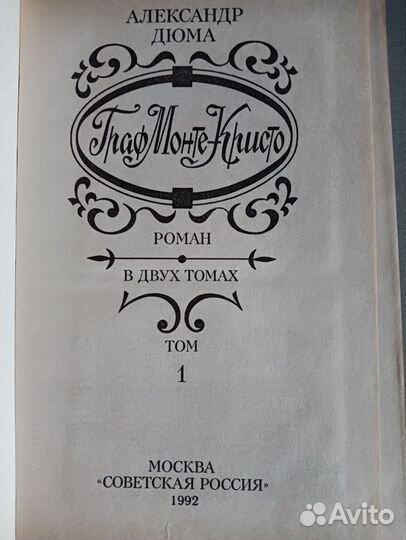 АЛЕКСАНДР
ДЮМА
Граф Монте-Кристо
РОМАН
В ДВУХ ТОМАХ
ТОМ
1
МОСКВА
«СОВЕТСКАЯ РОССИЯ»
1992
Avito